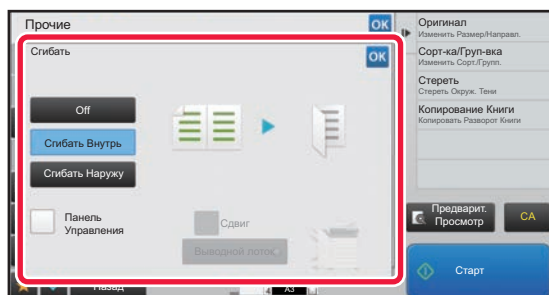 Прочие
OK
Сгибать
OK
Off
Сгибать Внутрь
Сгибать Наружу
Панель
Управления
Сдвиг
Выводной лоток
Назад
4
A3
Оригинал
Изменить Размер/Направл.
Сорт-ка/Груп-вка
Изменить Сорт./Групп.
Стереть
Стереть Окруж. Тени
Копирование Книги
Копировать Разворот Книги
Предварит.
Просмотр
CA
Старт